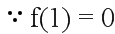 ∵ f(1) = 0